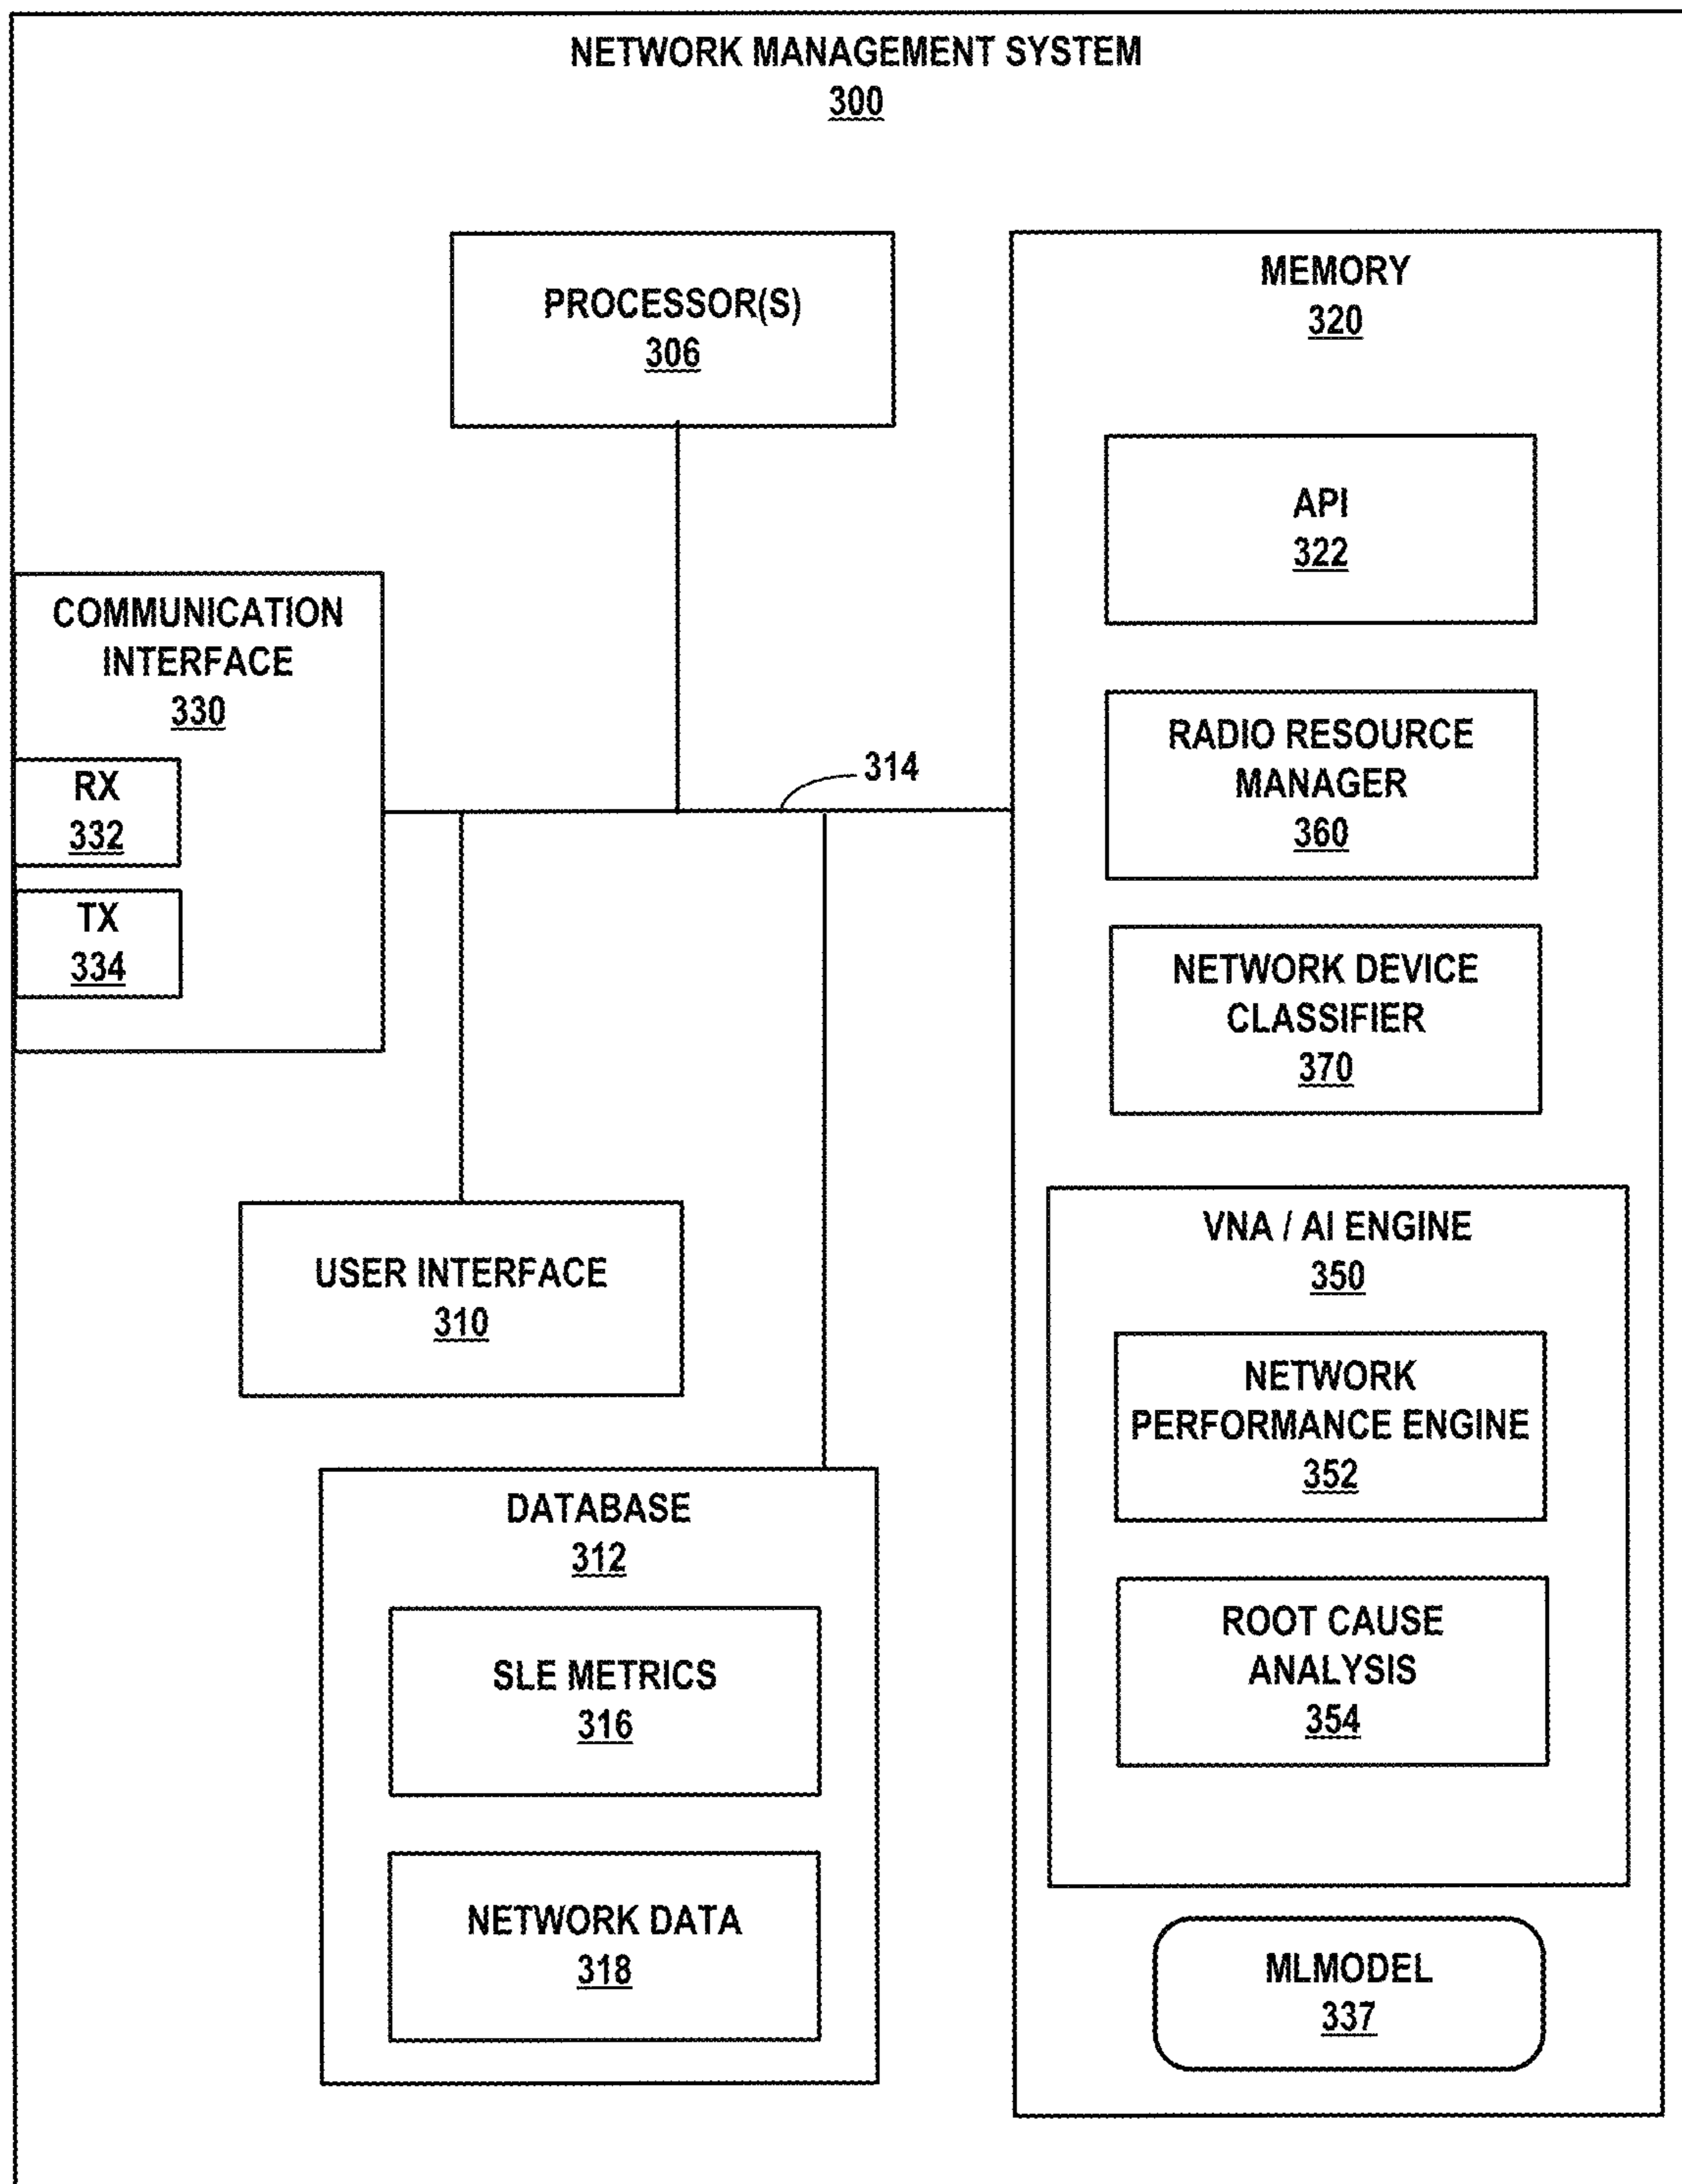 NETWORK MANAGEMENT SYSTEM
300
PROCESSOR(S)
306
MEMORY
320
API
322
COMMUNICATION
INTERFACE
330
RX
332
TX
334
314
RADIO RESOURCE
MANAGER
360
NETWORK DEVICE
CLASSIFIER
370
USER INTERFACE
310
VNA / AI ENGINE
350
NETWORK
PERFORMANCE ENGINE
352
ROOT CAUSE
ANALYSIS
354
DATABASE
312
SLE METRICS
316
NETWORK DATA
318
MLMODEL
337